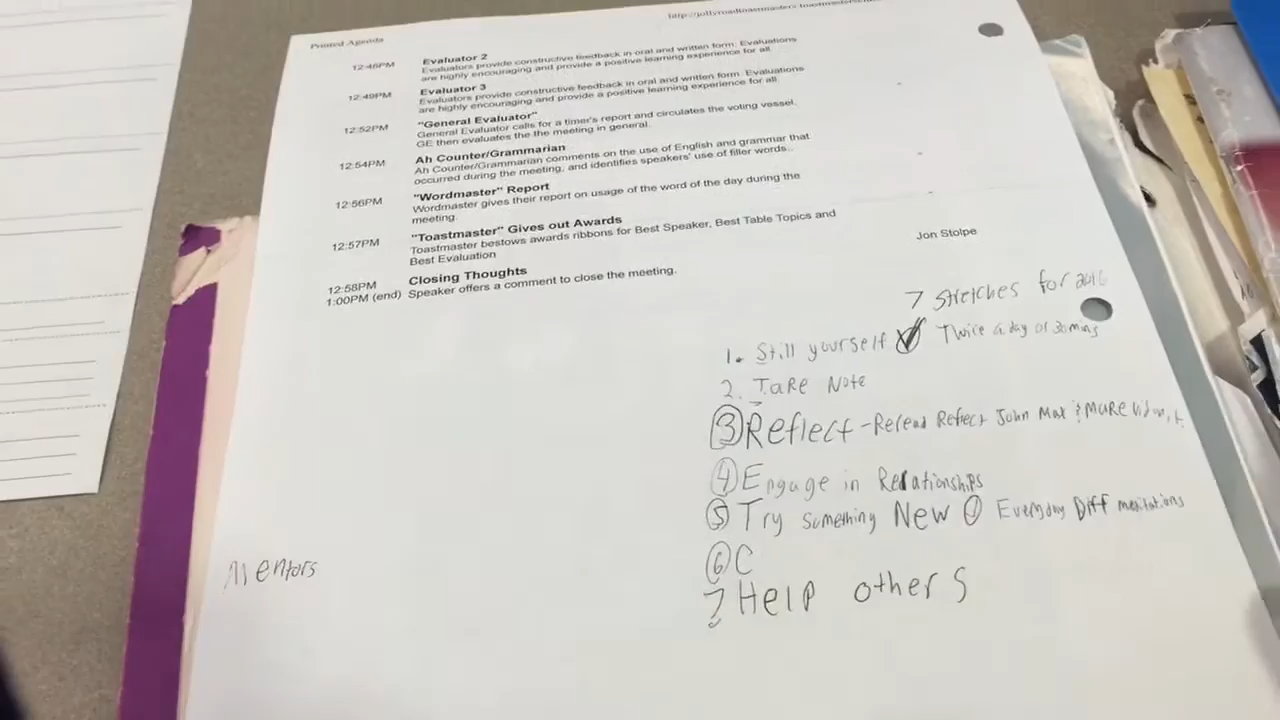 Printed Agenda
12:46PM Evaluator 2
Evaluators provide constructive feedback in oral and written form. Evaluations
are highly encouraging and provide a positive learning experience for all.
12:49PM Evaluator 3
Evaluators provide constructive feedback in oral and written form. Evaluations
are highly encouraging and provide a positive learning experience for all.
12:52PM "General Evaluator"
General Evaluator calls for a timer's report and circulates the voting vessel.
GE then evaluates the the meeting in general.
12:54PM Ah Counter/Grammarian
Ah Counter/Grammarian comments on the use of English and grammar that
occurred during the meeting, and identifies speakers' use of filler words..
12:56PM "Wordmaster" Report
Wordmaster gives their report on usage of the word of the day during the
meeting.
12:57PM "Toastmaster" Gives out Awards
Toastmaster bestows awards ribbons for Best Speaker, Best Table Topics and
Best Evaluation
Jon Stolpe
12:58PM Closing Thoughts
1:00PM (end) Speaker offers a comment to close the meeting.
7 Stretches for 2016
1. Still yourself Twice a day or 30 mins
2. Take Note
3 Reflect - Reread Reflect John Max
4 Engage in Relationships
5 Try something New Everyday Diff meditations
6 C
7 Help others
Mentors